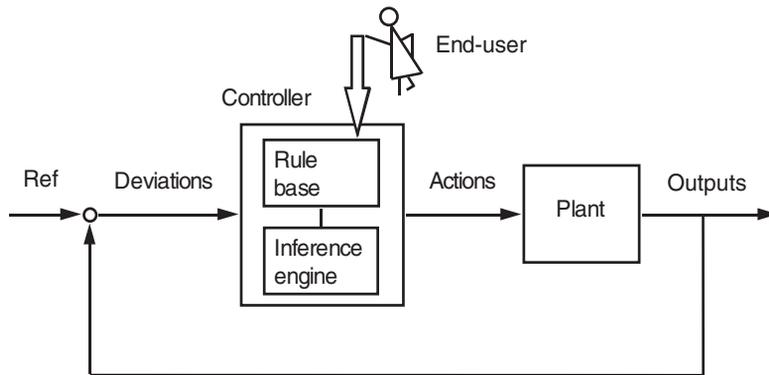 End-user
Controller
Rule
base
Ref
Deviations
Actions
Outputs
Plant
Inference
engine